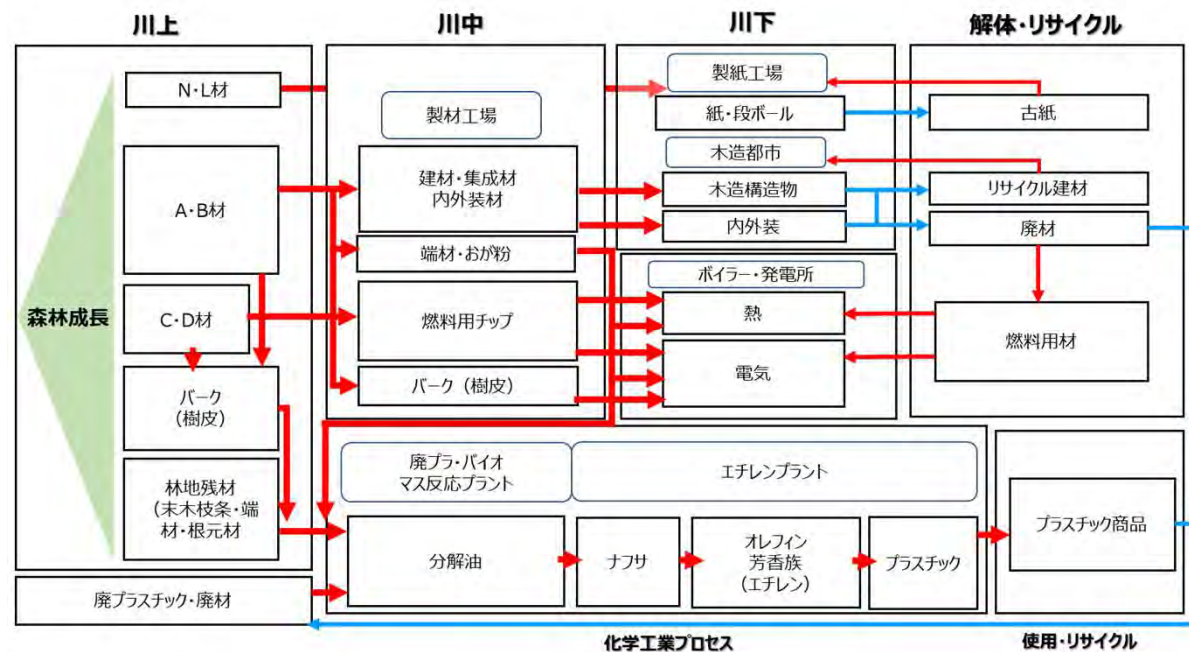 川上
川中
川下
解体・リサイクル
森林成長
N・L材
A・B材
C・D材
バーク
(樹皮)
林地残材
(末木枝条・端
材・根元材
廃プラスチック・廃材
製材工場
建材・集成材
内外装材
端材・おが粉
燃料用チップ
バーク（樹皮）
製紙工場
紙・段ボール
木造都市
木造構造物
内外装
ボイラー・発電所
熱
電気
古紙
リサイクル建材
廃材
燃料用材
廃プラ・バイオ
マス反応プラント
エチレンプラント
分解油
ナフサ
オレフィン
芳香族
(エチレン)
プラスチック
プラスチック商品
化学工業プロセス
使用・リサイクル